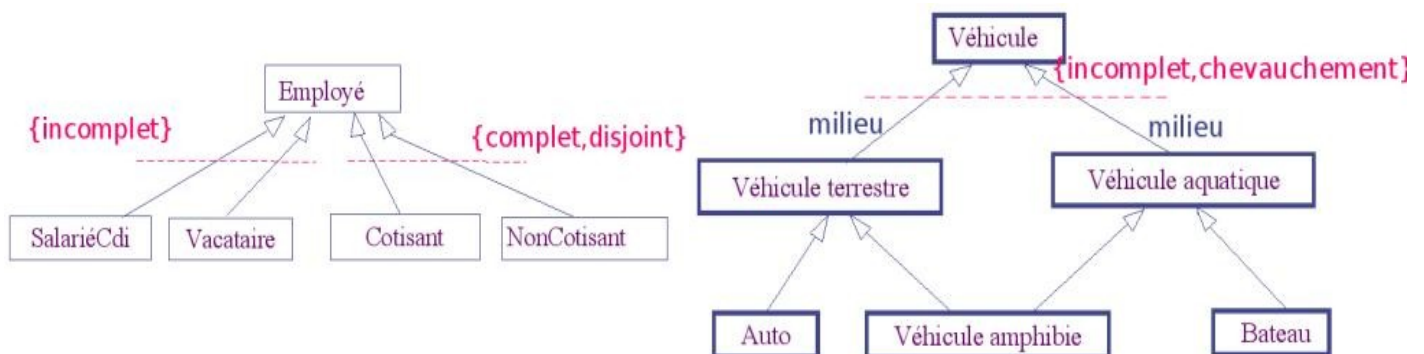 Employé
{incomplet}
{complet,disjoint}
SalariéCdi
Vacataire
Cotisant
NonCotisant
Véhicule
{incomplet,chevauchement}
milieu
milieu
Véhicule terrestre
Véhicule aquatique
Auto
Véhicule amphibie
Bateau